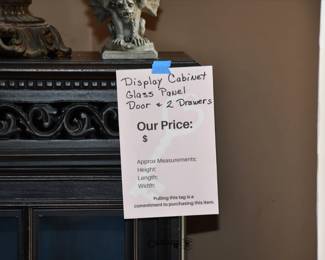 Display Cabinet
Glass Panel
Door & 2 Drawers
Our Price:
$
Approx Measurements:
Height:
Length:
Width:
Pulling this tag is a
commitment to purchasing this item.